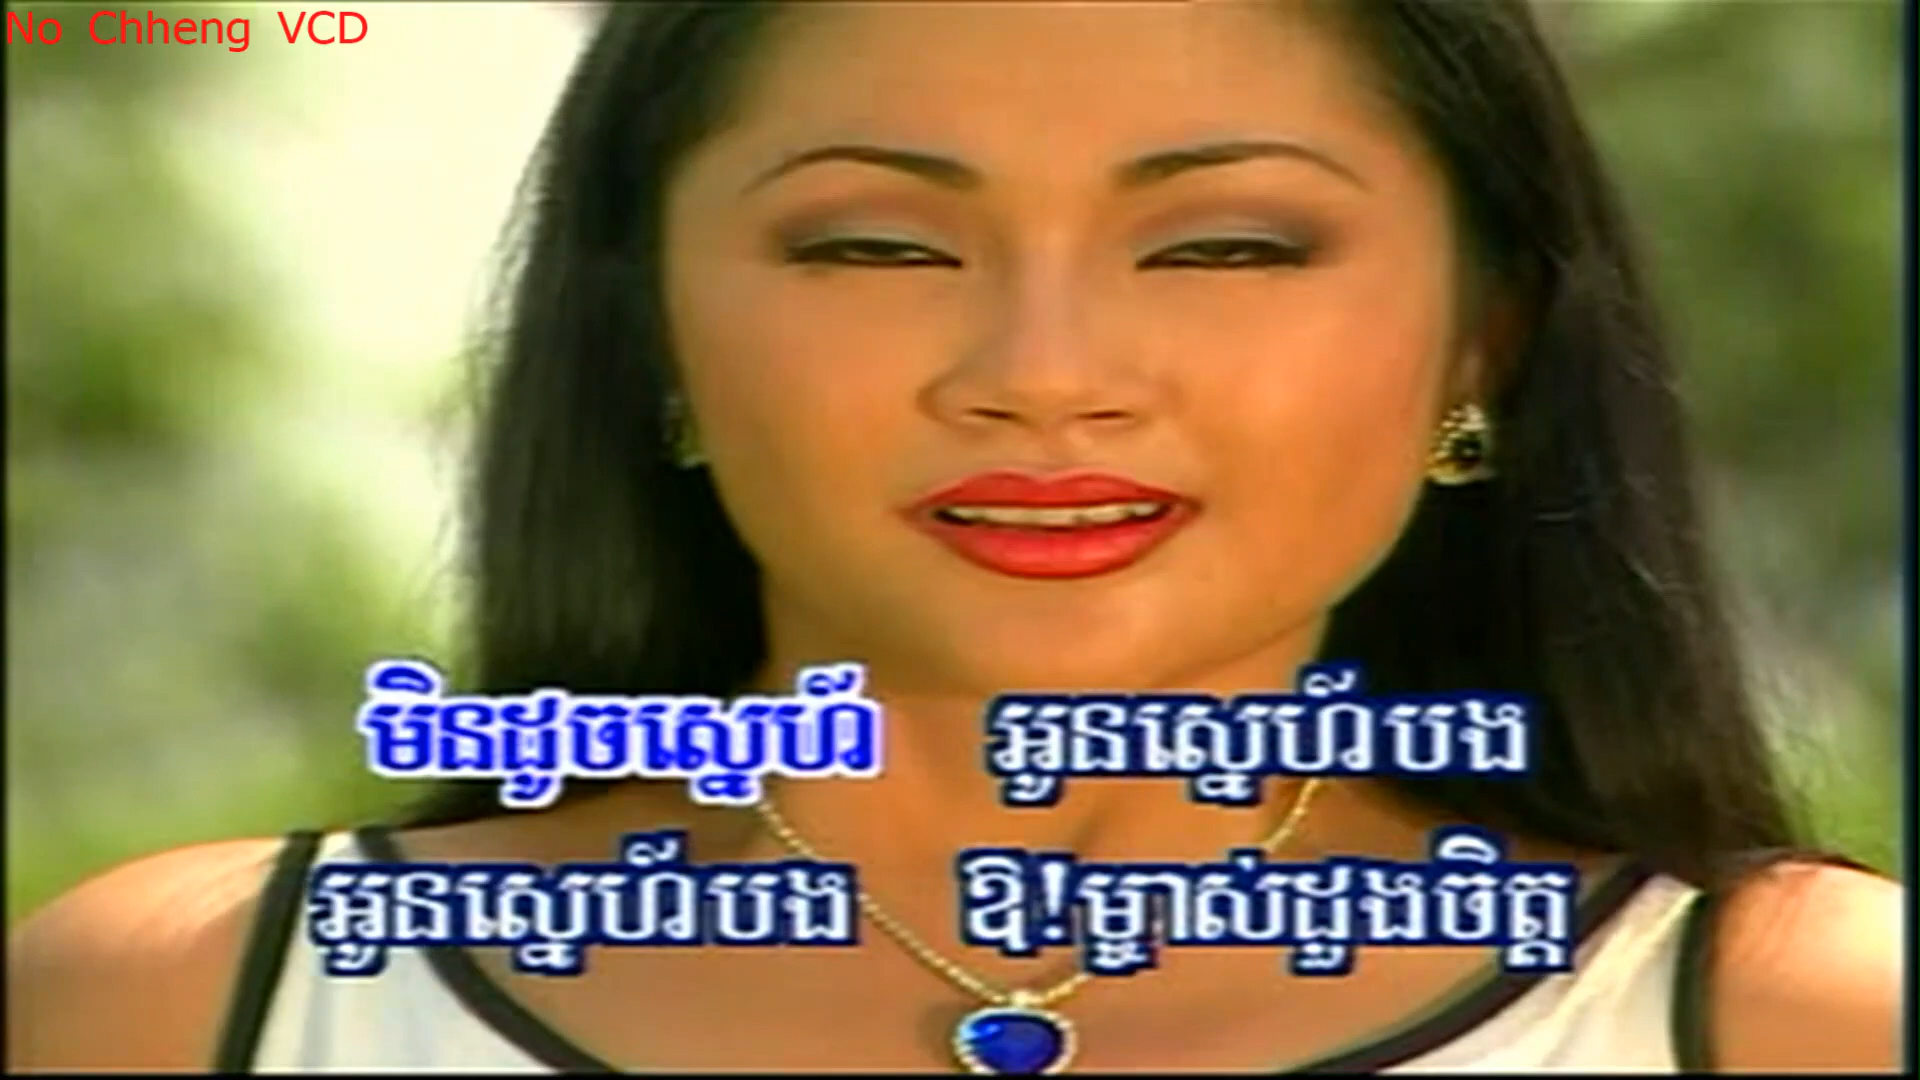 No Chheng VCD
មិនដូចស្នេហ៍ អូនស្នេហ៍បង
អូនស្នេហ៍បង ឱ!ម្ចាស់ដួងចិត្ត